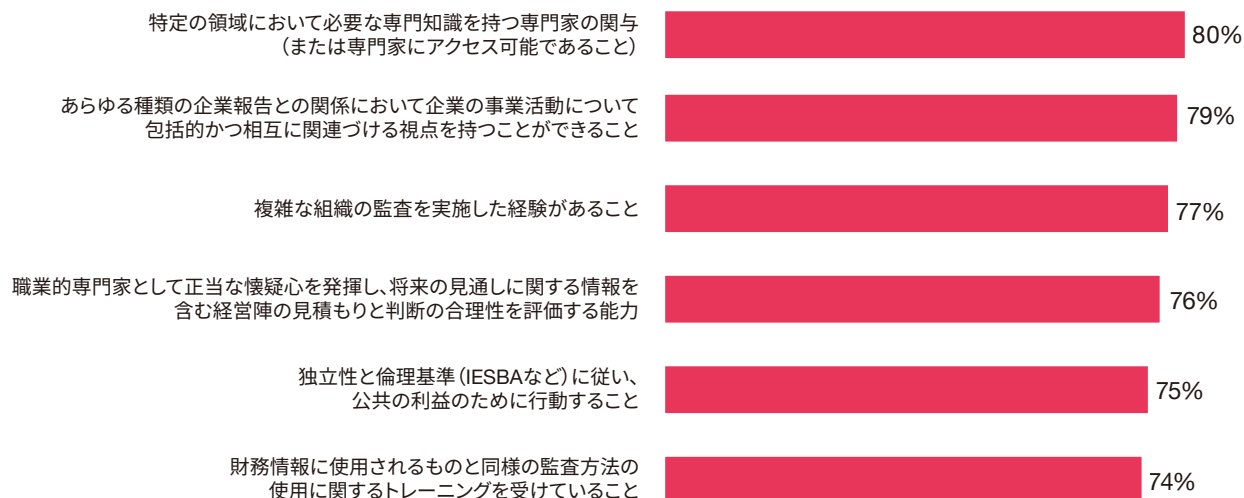 特定の領域において必要な専門知識を持つ専門家の関与
（または専門家にアクセス可能であること）
80%
あらゆる種類の企業報告との関係において企業の事業活動について
包括的かつ相互に関連づける視点を持つことができること
79%
複雑な組織の監査を実施した経験があること
77%
職業的専門家として正当な懐疑心を発揮し、将来の見通しに関する情報を
含む経営陣の見積もりと判断の合理性を評価する能力
76%
独立性と倫理基準（IESBAなど）に従い、
公共の利益のために行動すること
75%
財務情報に使用されるものと同様の監査方法の
使用に関するトレーニングを受けていること
74%